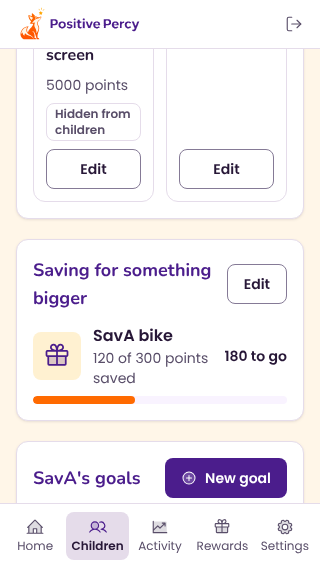 Positive Percy
screen
5000 points
Hidden from
children
Edit
Edit
Saving for something
bigger
Edit
SavA bike
120 of 300 points
saved
180 to go
SavA's goals
New goal
Home
Children
Activity
Rewards
Settings